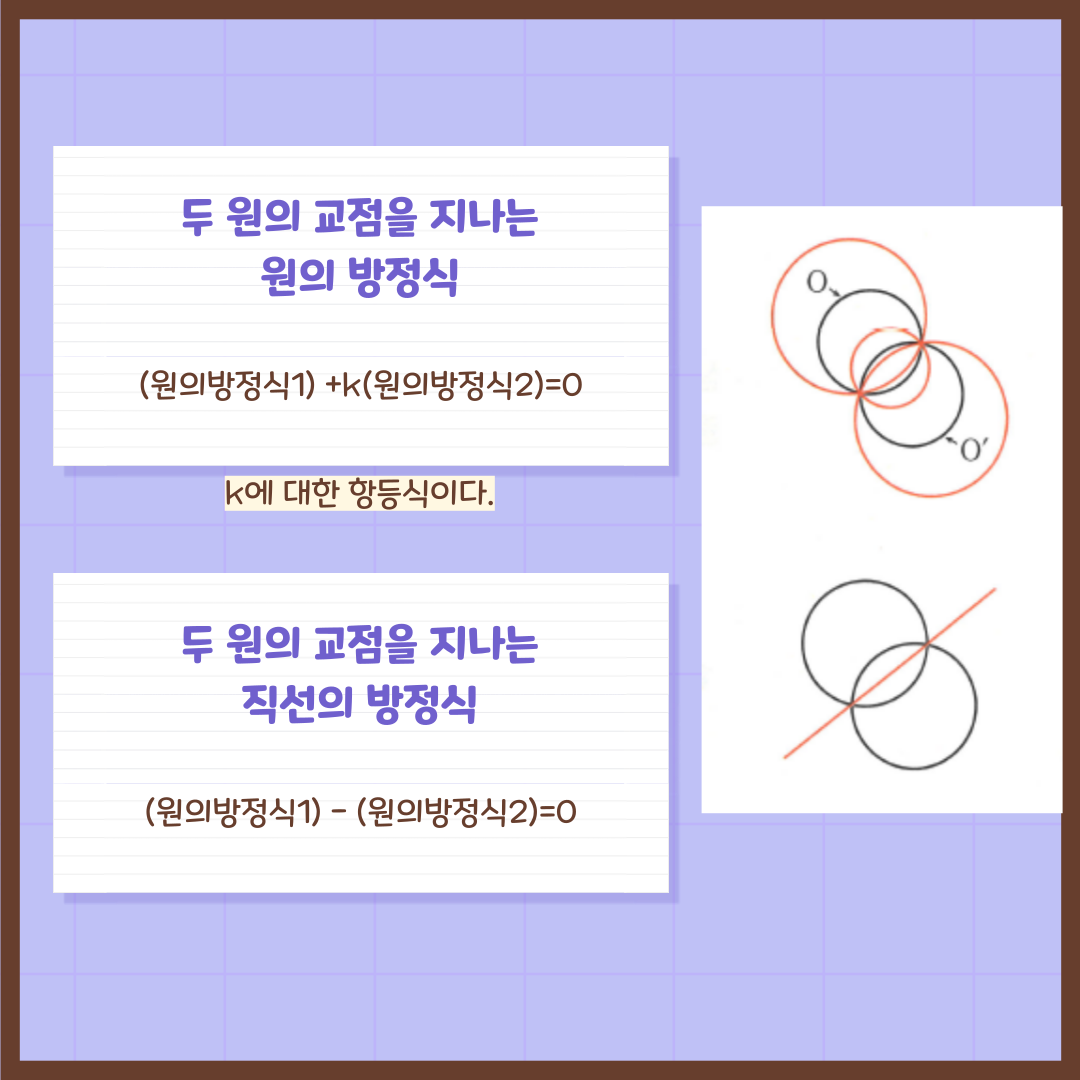 두 원의 교점을 지나는
원의 방정식
(원의방정식1) +k(원의방정식2)=0
k에 대한 항등식이다.
두 원의 교점을 지나는
직선의 방정식
(원의방정식1) - (원의방정식2)=0
O
O′